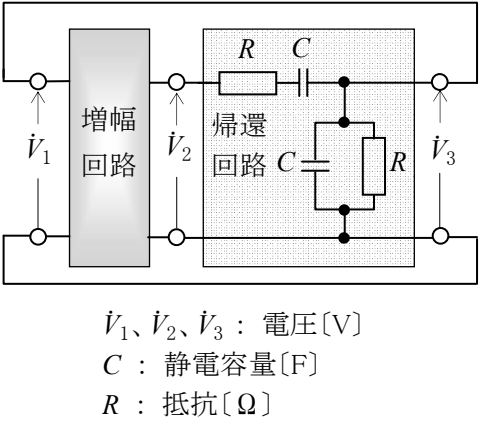 R C
増幅
回路
帰還
回路
V̇₁
V̇₂
C
R
V̇₃
V̇₁、V̇₂、V̇₃ : 電圧〔V〕
C : 静電容量〔F〕
R : 抵抗〔Ω〕